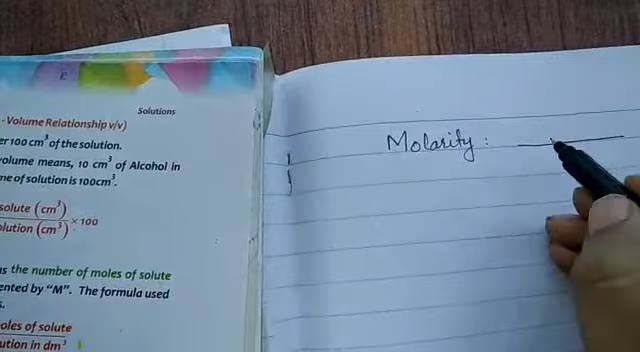 Solutions
- Volume Relationship v/v)
er 100 cm³ of the solution.
volume means, 10 cm³ of Alcohol in
me of solution is 100cm³.
solute (cm³)
olution (cm³) × 100
s the number of moles of solute
ented by "M". The formula used
s.
oles of solute
ution in dm³
Molarity :